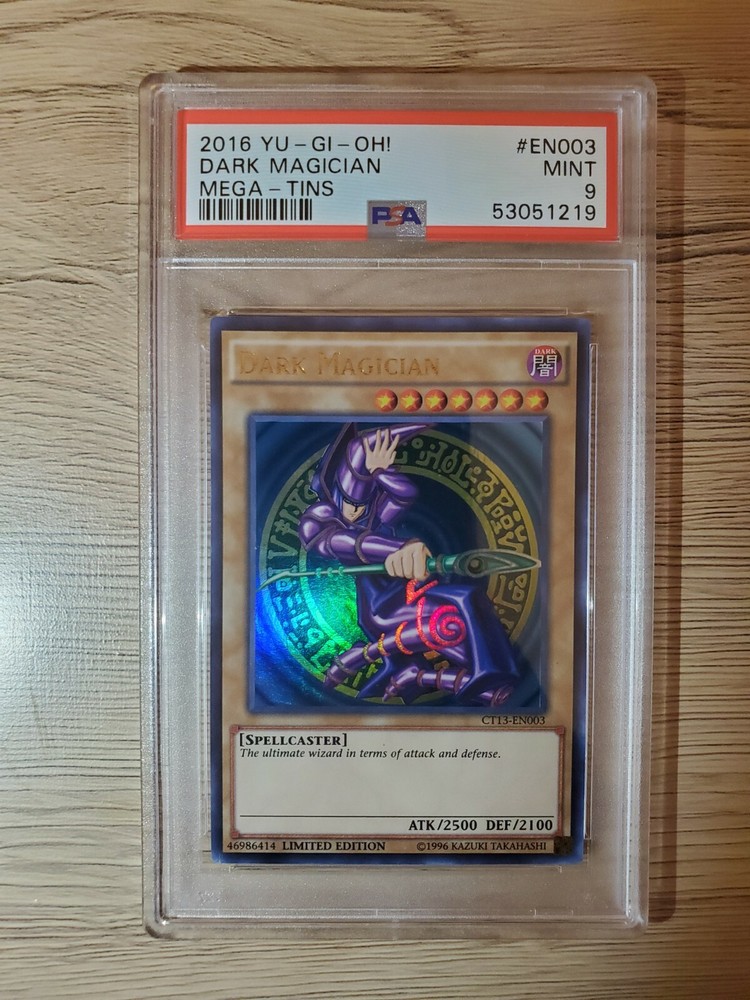 2016 YU-GI-OH! #EN003
DARK MAGICIAN MINT
MEGA-TINS 9
PSA 53051219
DARK MAGICIAN
DARK
闇
CT13-EN003
[SPELLCASTER]
The ultimate wizard in terms of attack and defense.
ATK/2500 DEF/2100
46986414 LIMITED EDITION ©1996 KAZUKI TAKAHASHI